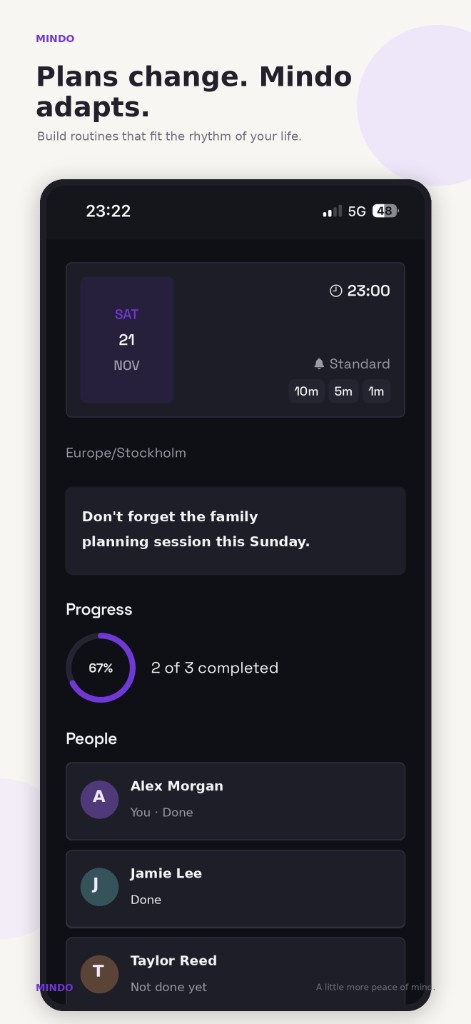 MINDO
Plans change. Mindo
adapts.
Build routines that fit the rhythm of your life.
23:22
5G 48
SAT
21
NOV
23:00
Standard
10m 5m 1m
Europe/Stockholm
Don't forget the family
planning session this Sunday.
Progress
67%
2 of 3 completed
People
A
Alex Morgan
You · Done
J
Jamie Lee
Done
T
Taylor Reed
Not done yet
MINDO
A little more peace of mind.